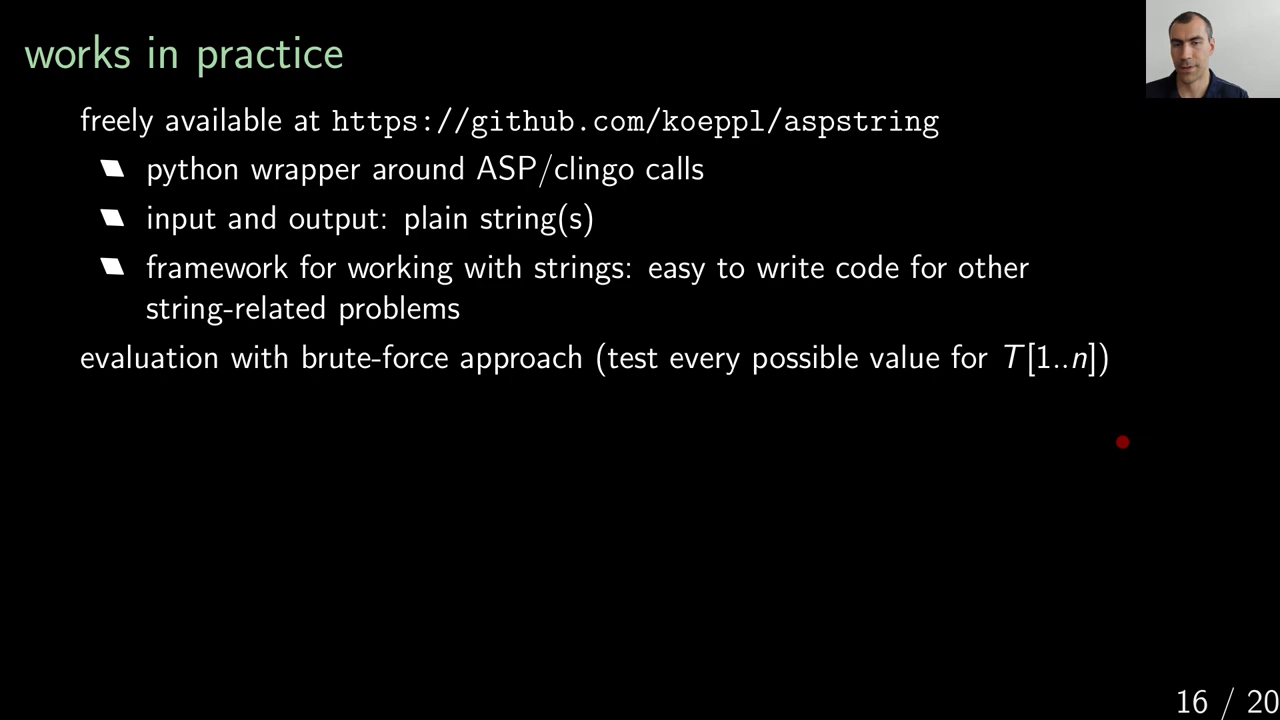 works in practice
freely available at https://github.com/koeppl/aspstring
python wrapper around ASP/clingo calls
input and output: plain string(s)
framework for working with strings: easy to write code for other
string-related problems
evaluation with brute-force approach (test every possible value for T[1..n])
16 / 20